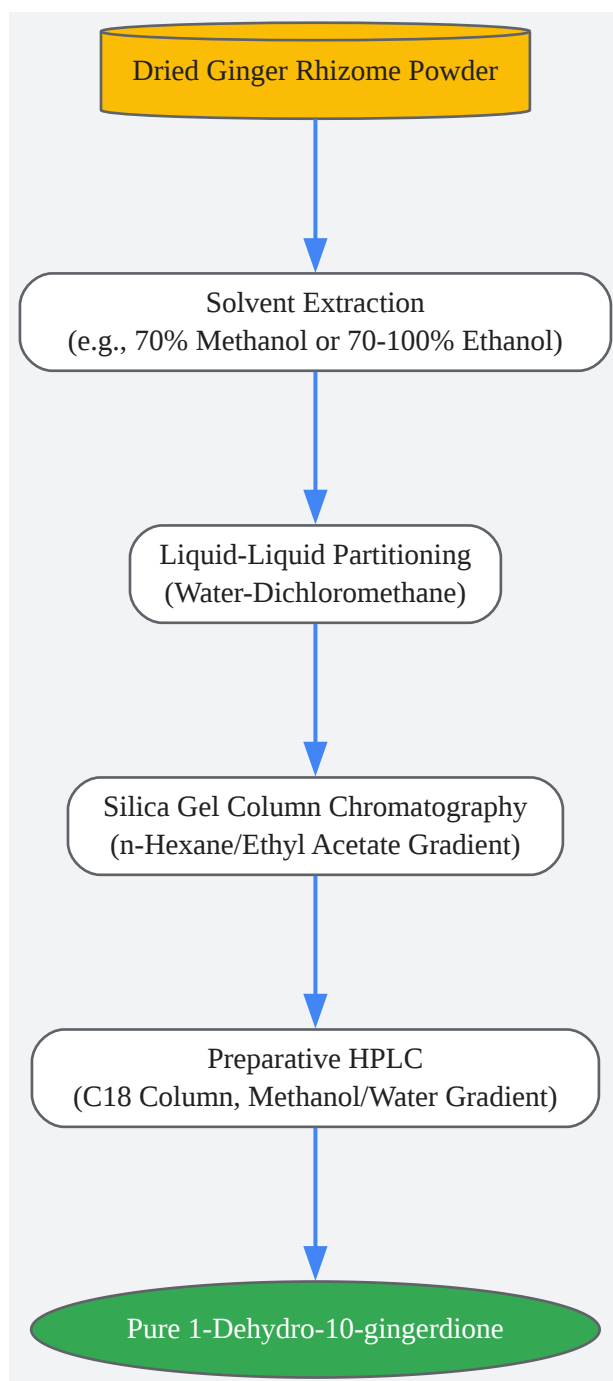 Dried Ginger Rhizome Powder
Solvent Extraction
(e.g., 70% Methanol or 70-100% Ethanol)
Liquid-Liquid Partitioning
(Water-Dichloromethane)
Silica Gel Column Chromatography
(n-Hexane/Ethyl Acetate Gradient)
Preparative HPLC
(C18 Column, Methanol/Water Gradient)
Pure 1-Dehydro-10-gingerdione